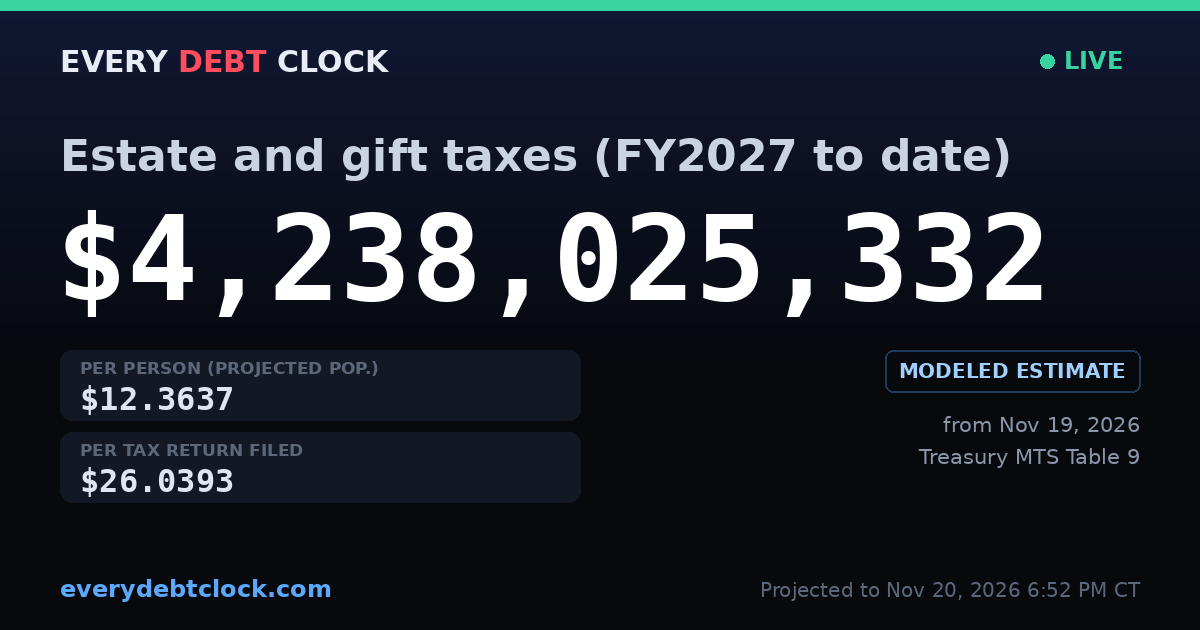 EVERY DEBT CLOCK
LIVE
Estate and gift taxes (FY2027 to date)
$4,238,025,332
PER PERSON (PROJECTED POP.)
$12.3637
PER TAX RETURN FILED
$26.0393
MODELED ESTIMATE
from Nov 19, 2026
Treasury MTS Table 9
everydebtclock.com
Projected to Nov 20, 2026 6:52 PM CT